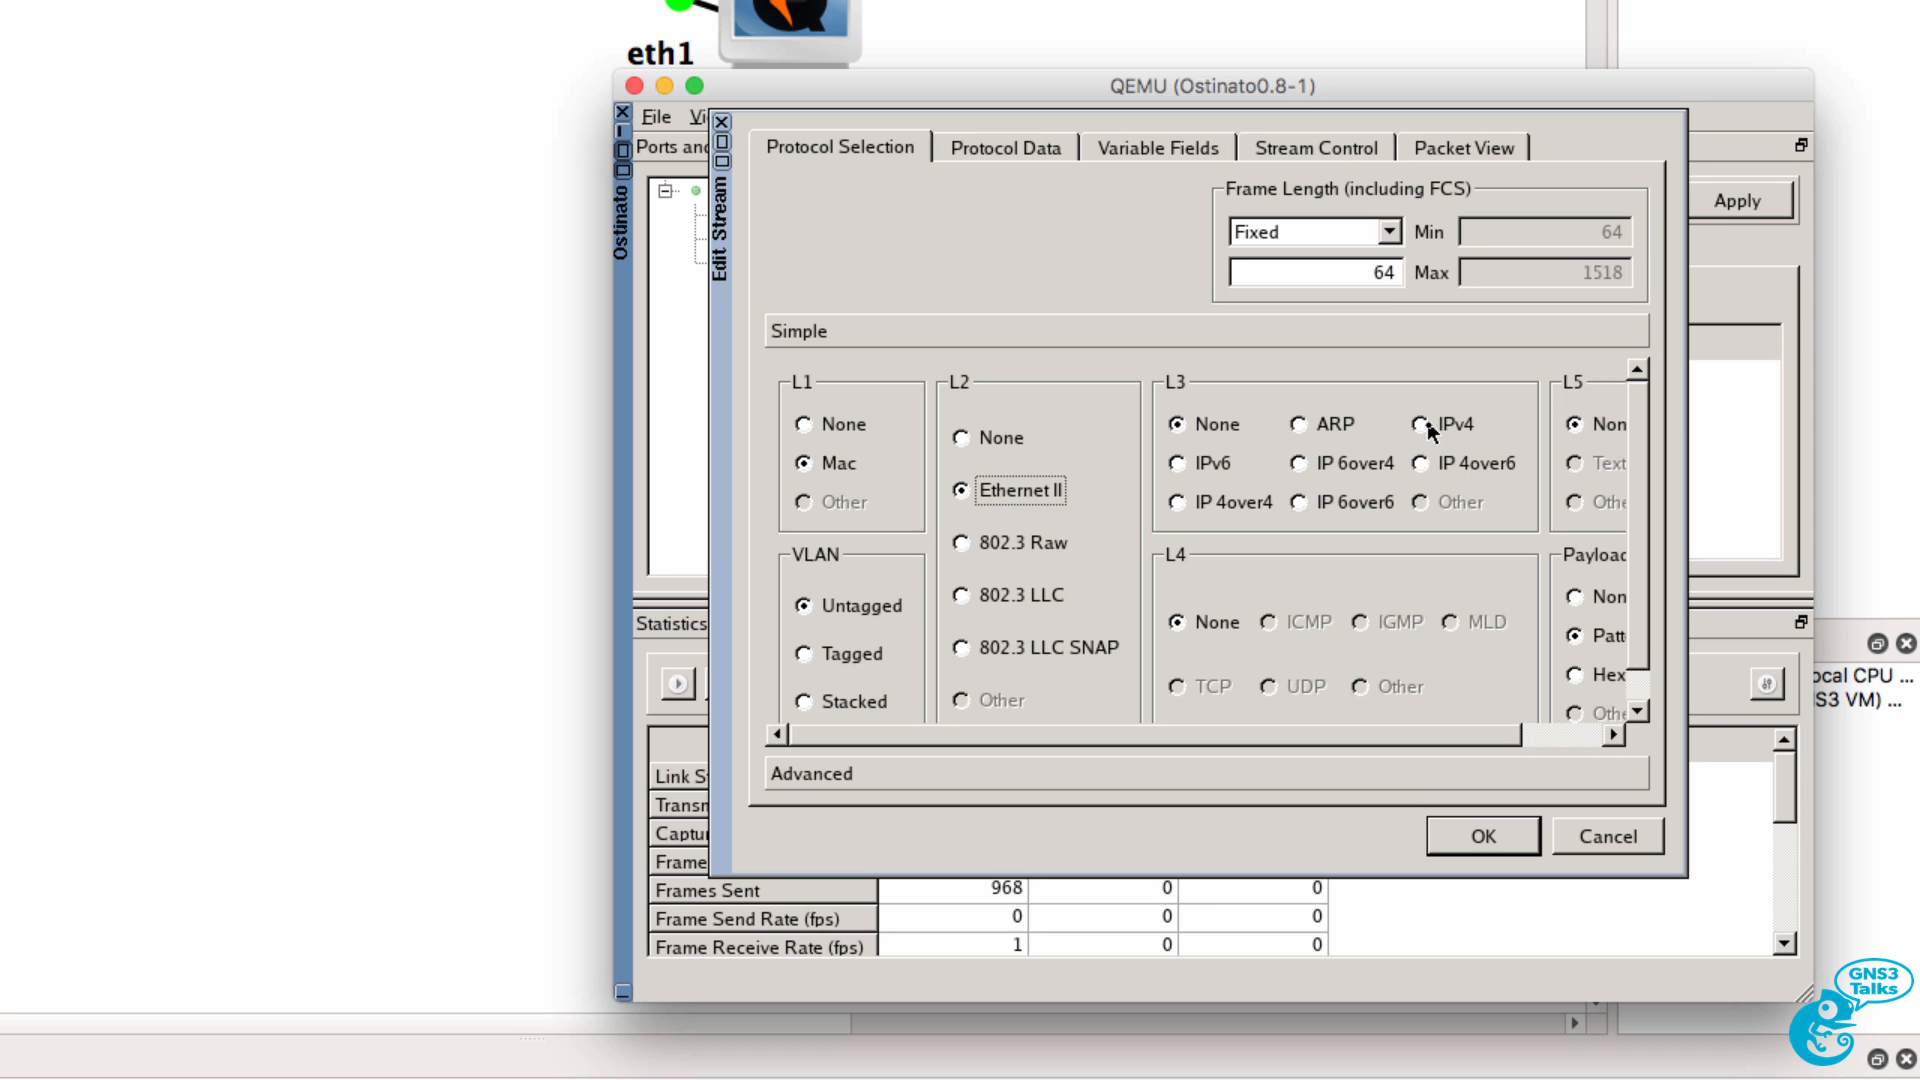 eth1
QEMU (Ostinato0.8-1)
File Vi
Ports and
Ostinato
Edit Stream
Protocol Selection Protocol Data Variable Fields Stream Control Packet View
Apply
Frame Length (including FCS)
Fixed Min 64
64 Max 1518
Simple
L1 L2 L3 L5
None None None ARP IPv4 Non
Mac Ethernet II IPv6 IP 6over4 IP 4over6 Text
Other 802.3 Raw IP 4over4 IP 6over6 Other Othe
VLAN L4 Payload
Untagged 802.3 LLC None ICMP IGMP MLD Non
Tagged 802.3 LLC SNAP TCP UDP Other Patt
Stacked Other Hex
Othe
Advanced
OK Cancel
Statistics
Link S
Transm
Captu
Frame
Frames Sent 968 0 0
Frame Send Rate (fps) 0 0 0
Frame Receive Rate (fps) 1 0 0
ocal CPU ...
S3 VM) ...
GNS3
Talks